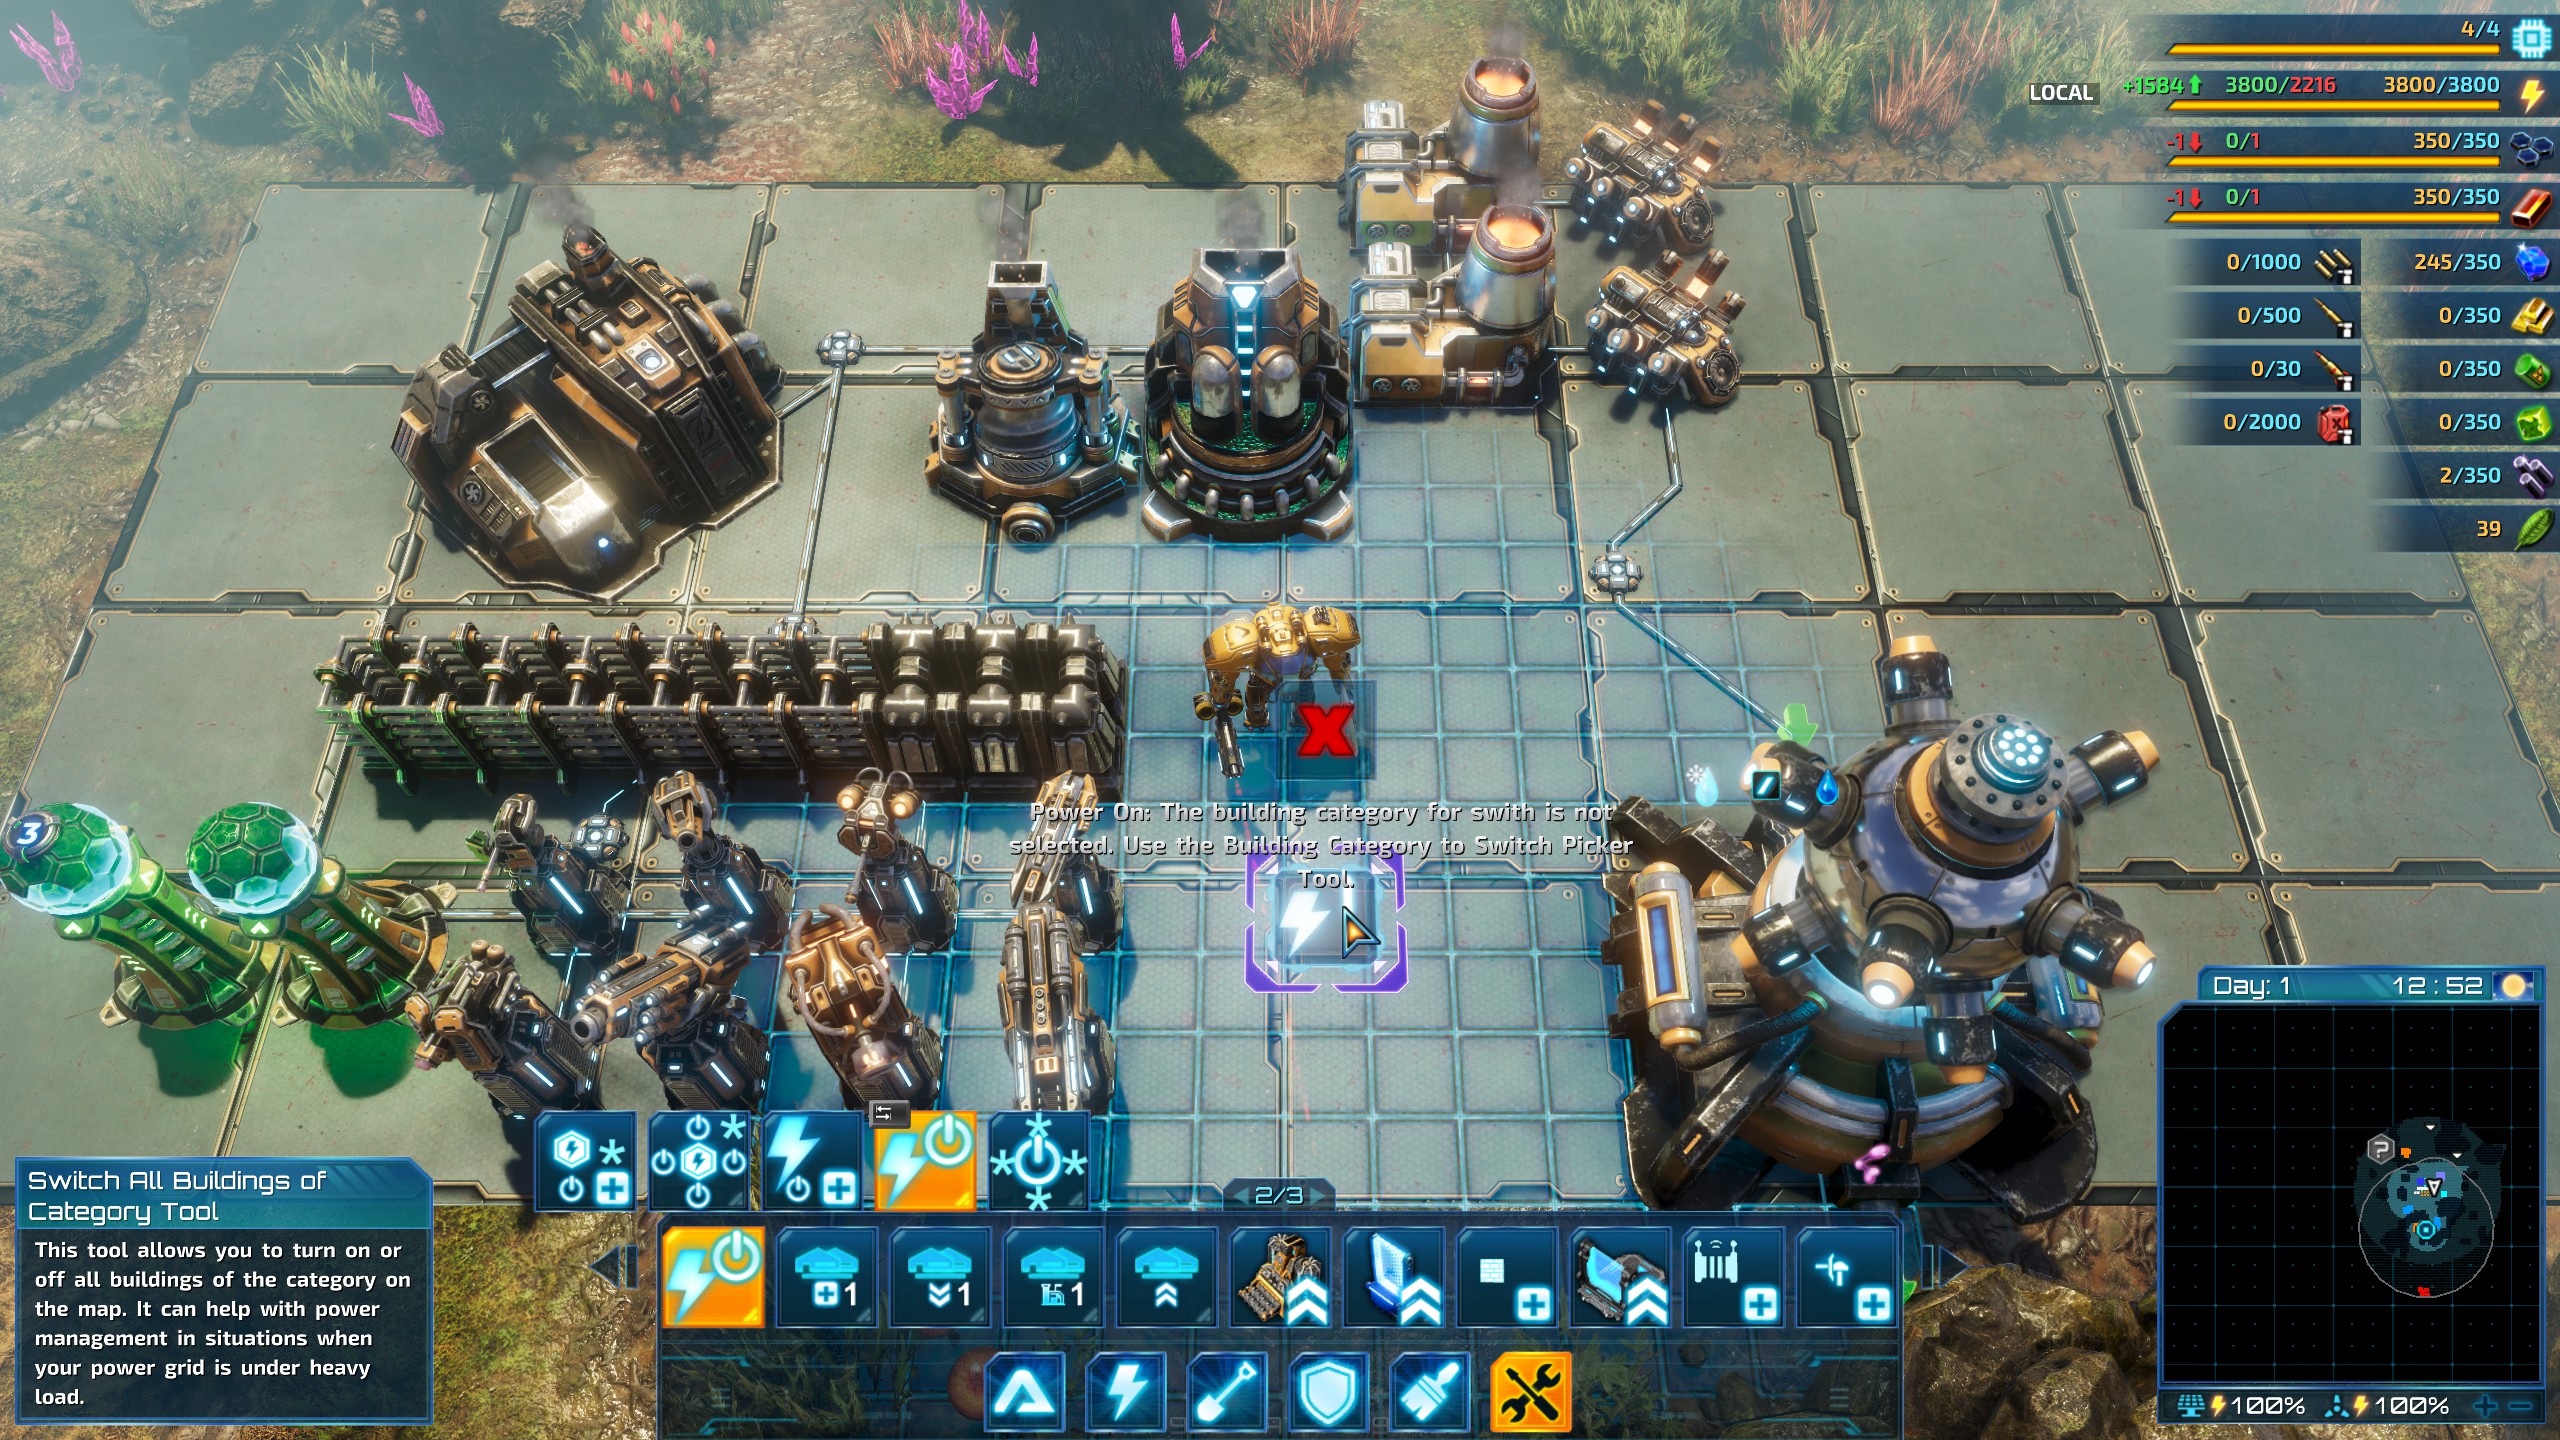 4/4
LOCAL
+1584 3800/2216 3800/3800
-1 0/1 350/350
-1 0/1 350/350
0/1000 245/350
0/500 0/350
0/30 0/350
0/2000 0/350
2/350
39
3
X
Power On: The building category for swith is not
selected. Use the Building Category to Switch Picker
Tool.
Day: 1 12:52
?
Switch All Buildings of
Category Tool
This tool allows you to turn on or
off all buildings of the category on
the map. It can help with power
management in situations when
your power grid is under heavy
load.
2/3
1
1
1
100% 100%